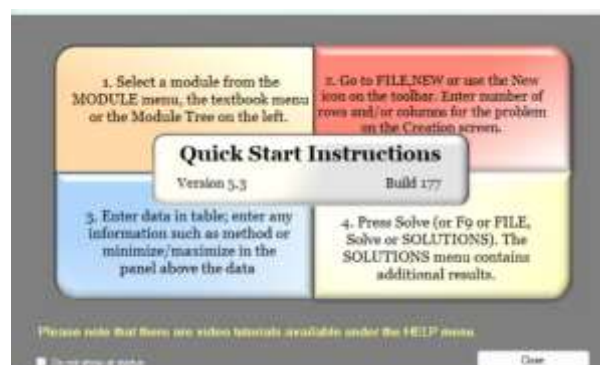 1. Select a module from the
MODULE menu, the textbook menu
or the Module Tree on the left.
2. Go to FILE,NEW or use the New
icon on the toolbar. Enter number of
rows and/or columns for the problem
on the Creation screen.
Quick Start Instructions
Version 5.3 Build 177
3. Enter data in table; enter any
information such as method or
minimize/maximize in the
panel above the data
4. Press Solve (or F9 or FILE,
Solve or SOLUTIONS). The
SOLUTIONS menu contains
additional results.
Please note that there are video tutorials available under the HELP menu.
Do not show at startup
Close